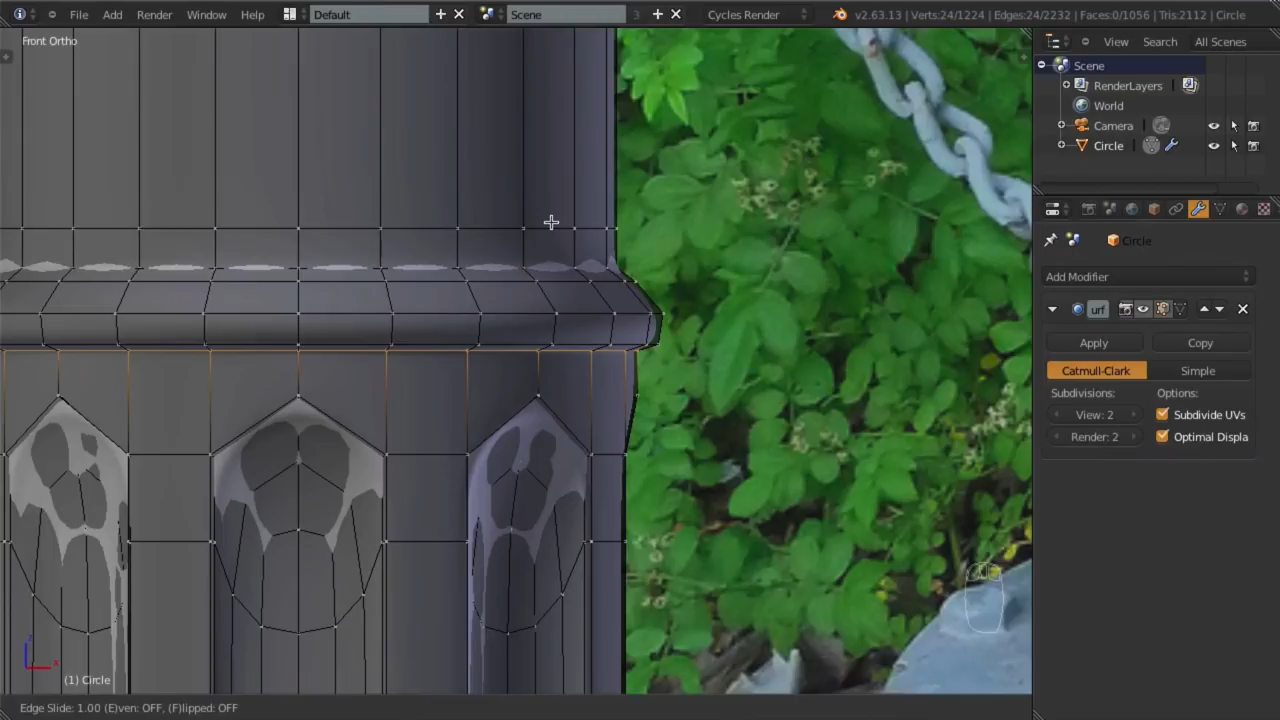 File Add Render Window Help Default Scene 3 Cycles Render v2.63.13 | Verts:24/1224 | Edges:24/2232 | Faces:0/1056 | Tris:2112 | Circle
Front Ortho
View Search All Scenes
Scene
RenderLayers
World
Camera
Circle
Circle
Add Modifier
urf
Apply Copy
Catmull-Clark Simple
Subdivisions: Options:
View: 2 Subdivide UVs
Render: 2 Optimal Displa
z
x
(1) Circle
Edge Slide: 1.00 (E)ven: OFF, (F)lipped: OFF